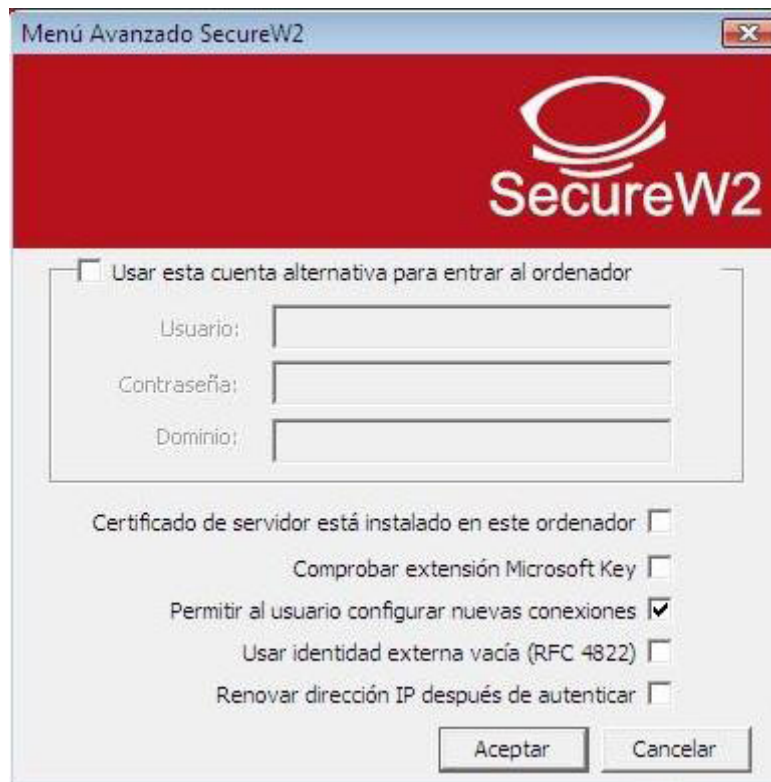 Menú Avanzado SecureW2
SecureW2
Usar esta cuenta alternativa para entrar al ordenador
Usuario:
Contraseña:
Dominio:
Certificado de servidor está instalado en este ordenador
Comprobar extensión Microsoft Key
Permitir al usuario configurar nuevas conexiones
Usar identidad externa vacía (RFC 4822)
Renovar dirección IP después de autenticar
Aceptar Cancelar